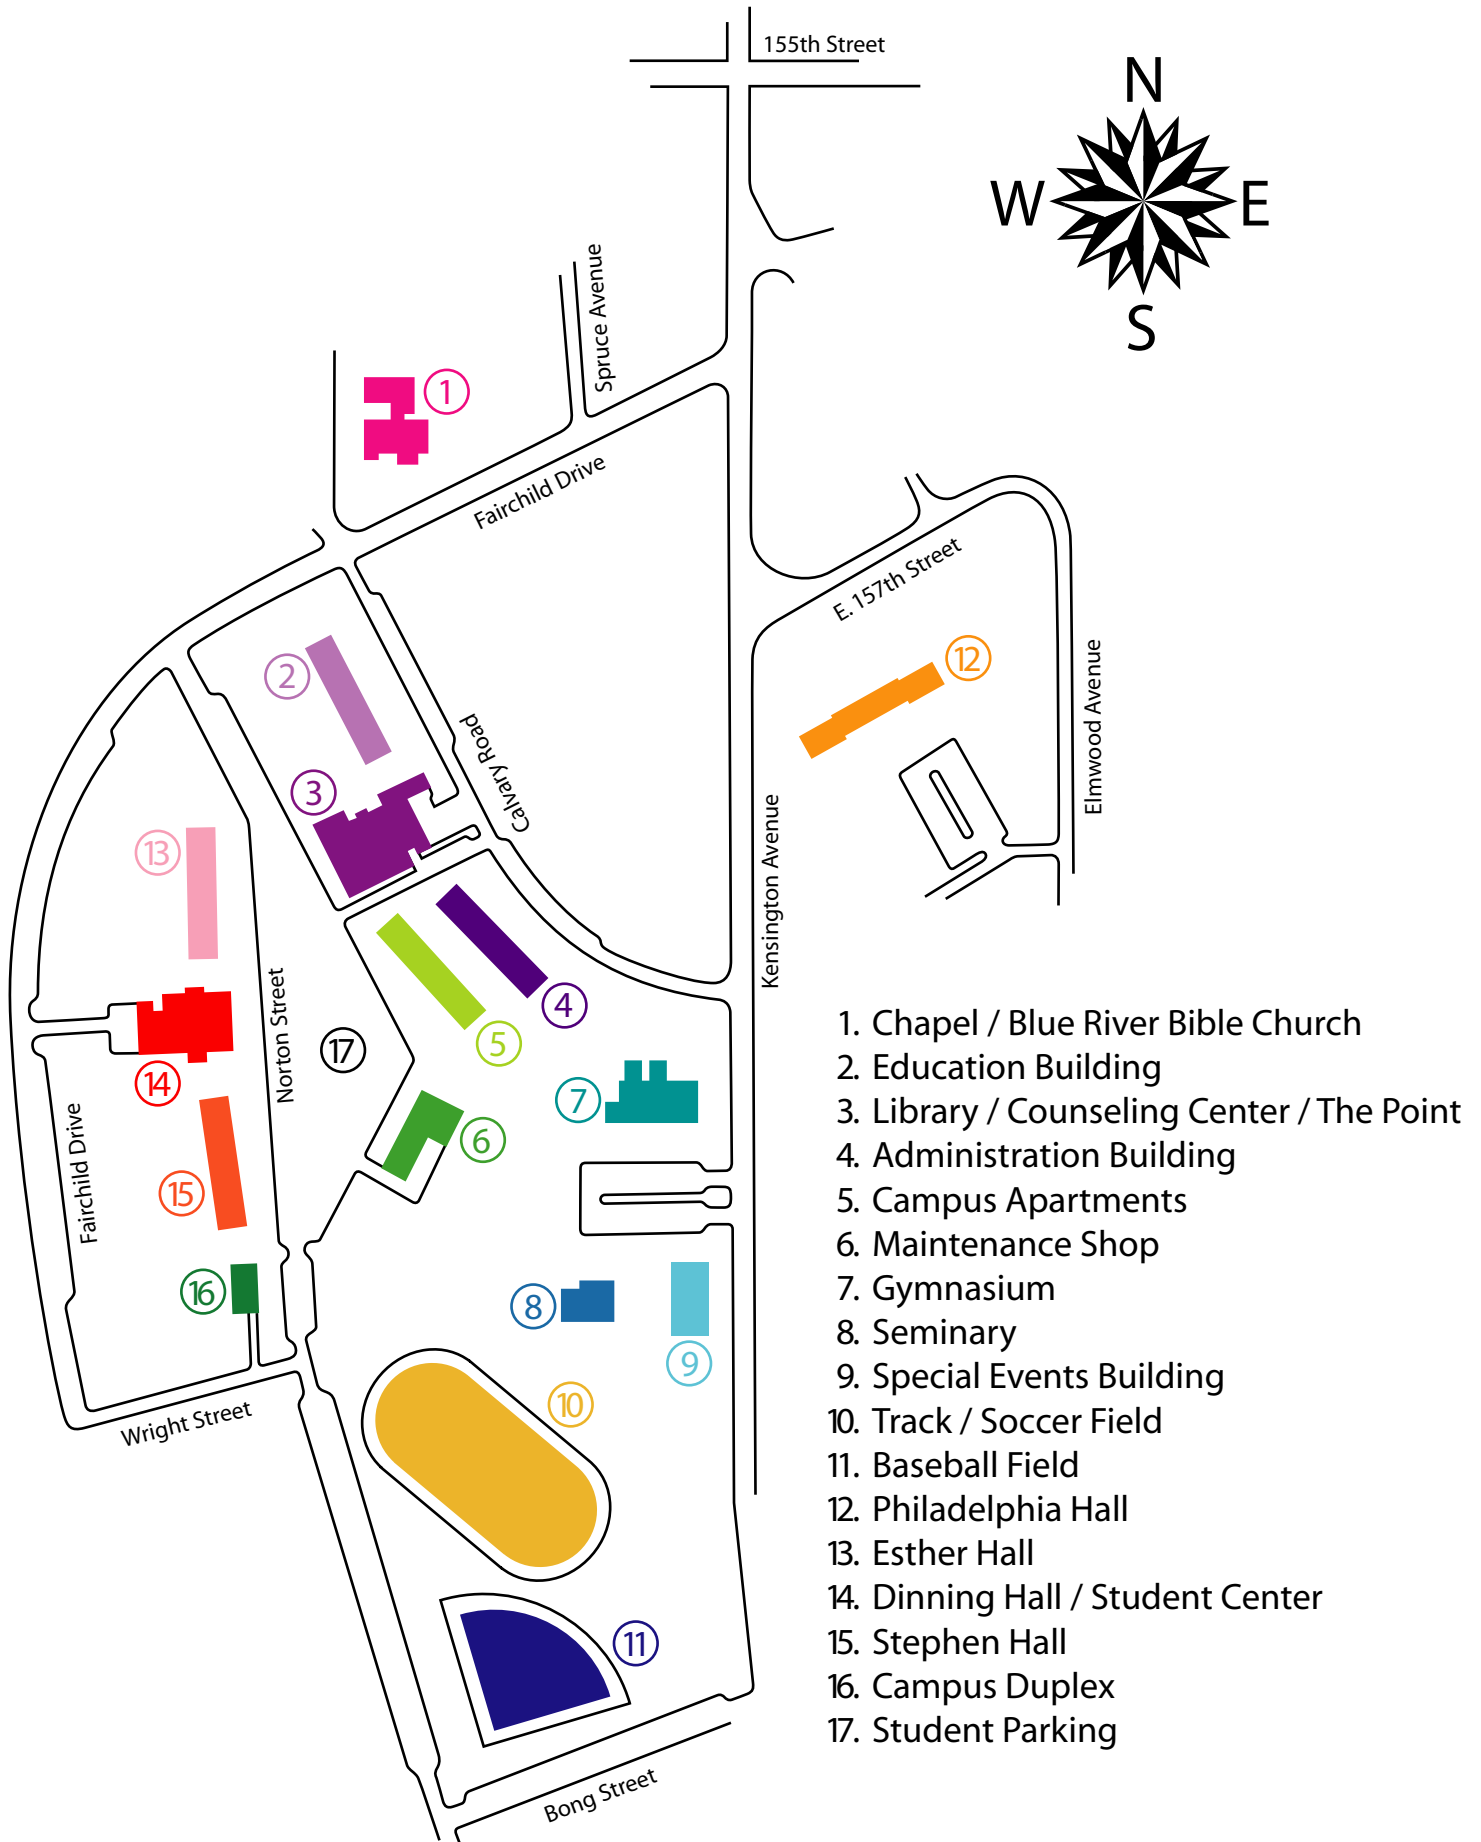 155th Street
N
W
E
S
Spruce Avenue
1
Fairchild Drive
E. 157th Street
2
12
Calvary Road
Elmwood Avenue
3
13
Kensington Avenue
4
Norton Street
5
17
14
7
Fairchild Drive
6
15
16
8
9
10
Wright Street
11
Bong Street
1. Chapel / Blue River Bible Church
2. Education Building
3. Library / Counseling Center / The Point
4. Administration Building
5. Campus Apartments
6. Maintenance Shop
7. Gymnasium
8. Seminary
9. Special Events Building
10. Track / Soccer Field
11. Baseball Field
12. Philadelphia Hall
13. Esther Hall
14. Dinning Hall / Student Center
15. Stephen Hall
16. Campus Duplex
17. Student Parking